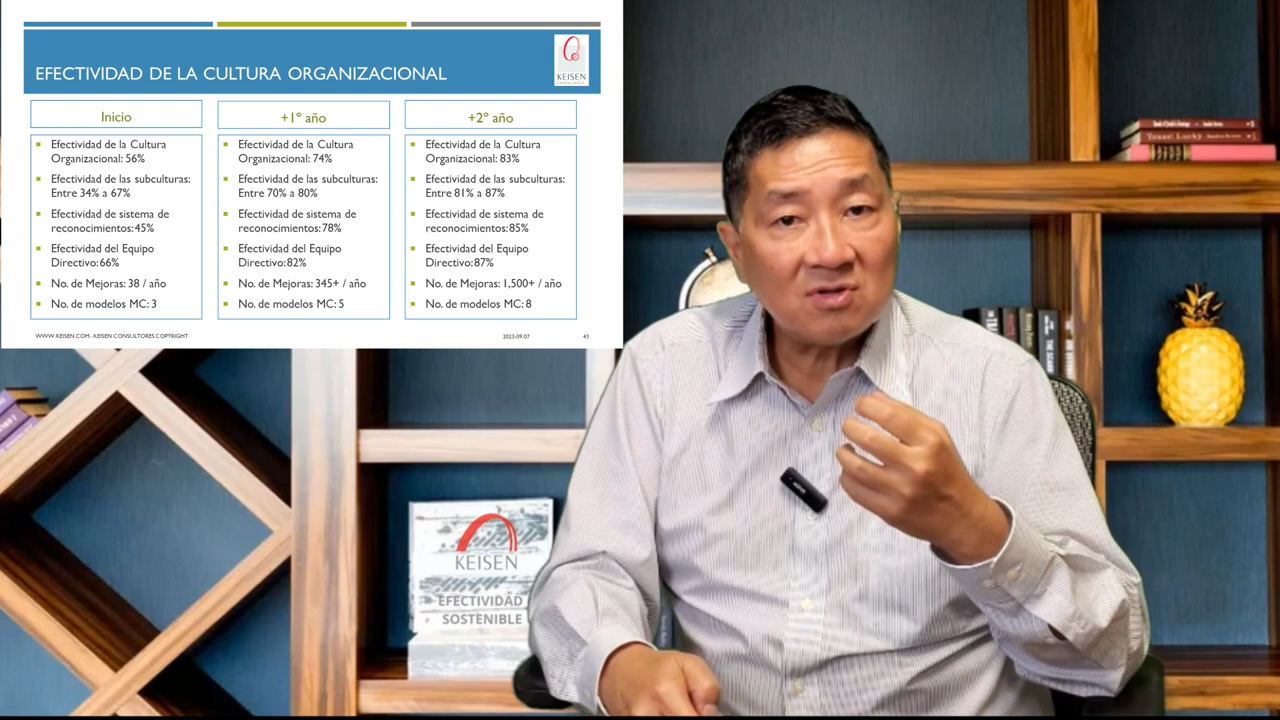 EFECTIVIDAD DE LA CULTURA ORGANIZACIONAL
KEISEN
Inicio
Efectividad de la Cultura
Organizacional: 56%
Efectividad de las subculturas:
Entre 34% a 67%
Efectividad de sistema de
reconocimientos: 45%
Efectividad del Equipo
Directivo: 66%
No. de Mejoras: 38 / año
No. de modelos MC: 3
+1º año
Efectividad de la Cultura
Organizacional: 74%
Efectividad de las subculturas:
Entre 70% a 80%
Efectividad de sistema de
reconocimientos: 78%
Efectividad del Equipo
Directivo: 82%
No. de Mejoras: 345+ / año
No. de modelos MC: 5
+2º año
Efectividad de la Cultura
Organizacional: 83%
Efectividad de las subculturas:
Entre 81% a 87%
Efectividad de sistema de
reconocimientos: 85%
Efectividad del Equipo
Directivo: 87%
No. de Mejoras: 1,500+ / año
No. de modelos MC: 8
WWW.KEISEN.COM - KEISEN CONSULTORES COPYRIGHT
2023-09.07
43
KEISEN
EFECTIVIDAD
SOSTENIBLE